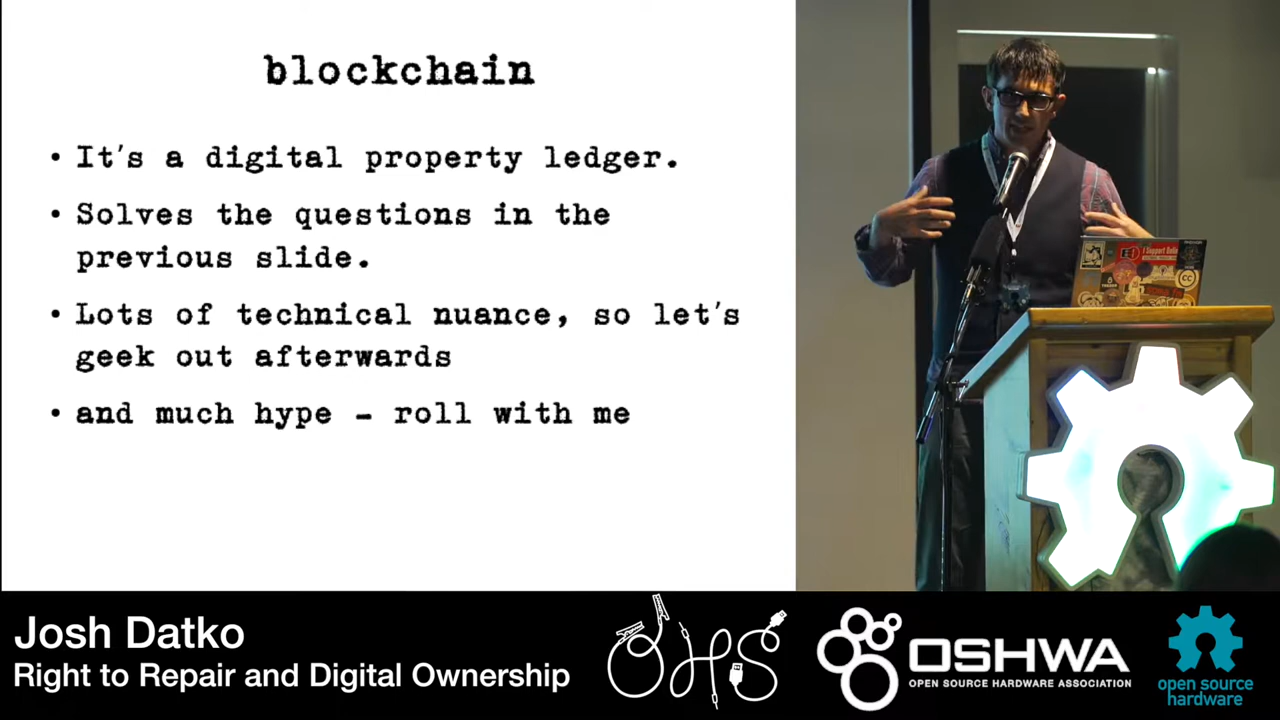 blockchain
• It's a digital property ledger.
• Solves the questions in the
previous slide.
• Lots of technical nuance, so let's
geek out afterwards
• and much hype - roll with me
I Support
CC
Josh Datko
Right to Repair and Digital Ownership
OHS
OSHWA
OPEN SOURCE HARDWARE ASSOCIATION
open source
hardware